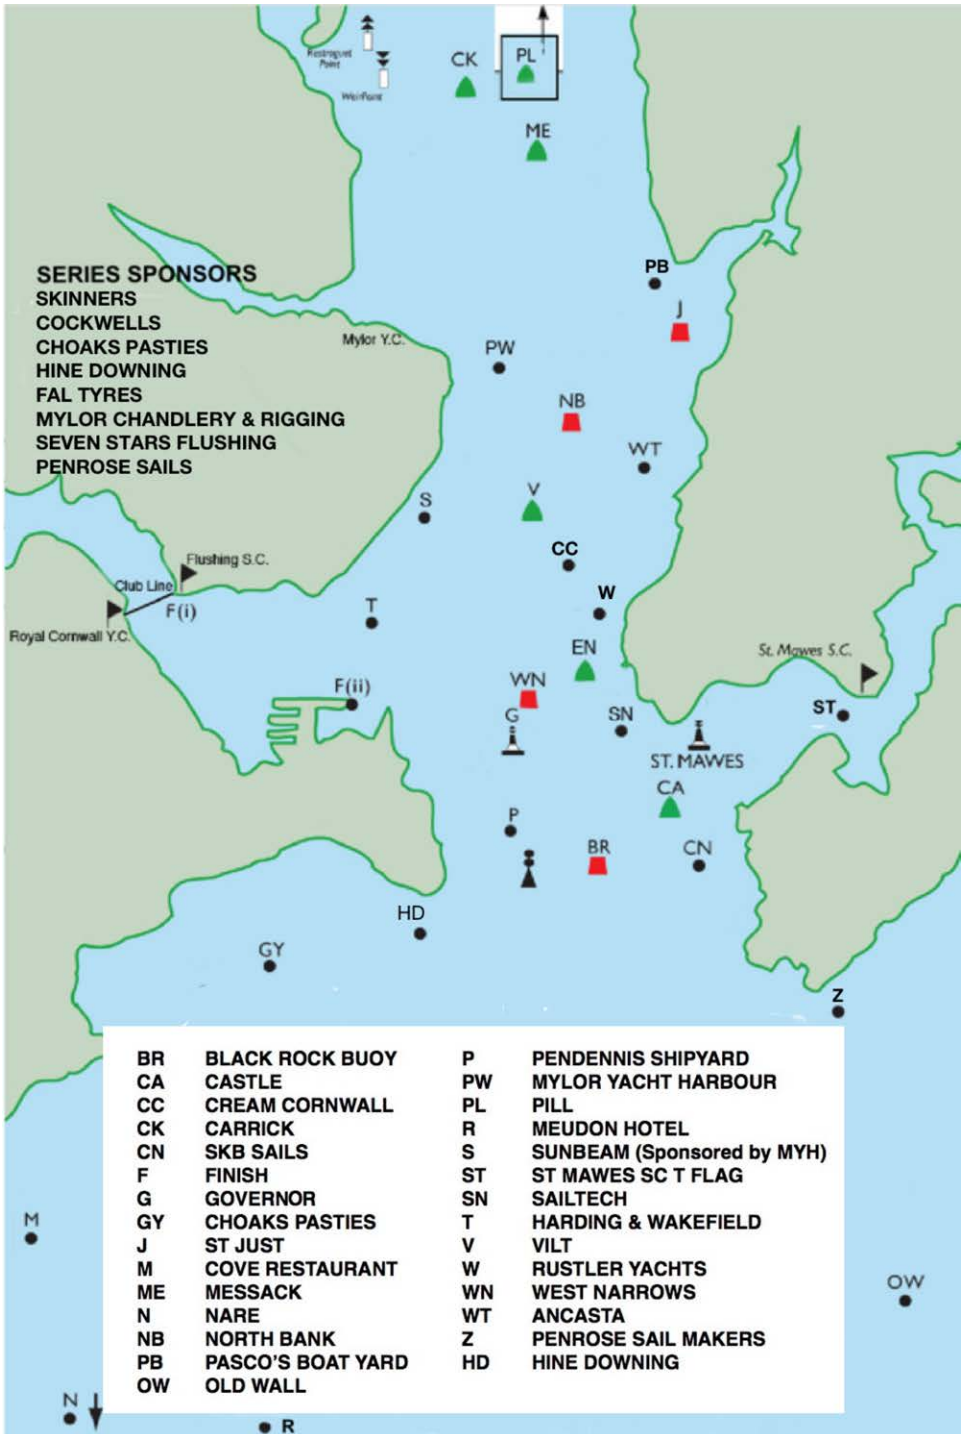 Restroguet
Point
Weir Point
CK
PL
ME
SERIES SPONSORS
SKINNERS
COCKWELLS
CHOAKS PASTIES
HINE DOWNING
FAL TYRES
MYLOR CHANDLERY & RIGGING
SEVEN STARS FLUSHING
PENROSE SAILS
PB
J
Mylor Y.C.
PW
NB
WT
S
V
CC
Flushing S.C.
Club Line
F(i)
Royal Cornwall Y.C.
T
W
EN
St. Mawes S.C.
F(ii)
WN
G
SN
ST
ST. MAWES
CA
P
BR
CN
HD
GY
Z
BR BLACK ROCK BUOY
CA CASTLE
CC CREAM CORNWALL
CK CARRICK
CN SKB SAILS
F FINISH
G GOVERNOR
GY CHOAKS PASTIES
J ST JUST
M COVE RESTAURANT
ME MESSACK
N NARE
NB NORTH BANK
PB PASCO'S BOAT YARD
OW OLD WALL
P PENDENNIS SHIPYARD
PW MYLOR YACHT HARBOUR
PL PILL
R MEUDON HOTEL
S SUNBEAM (Sponsored by MYH)
ST ST MAWES SC T FLAG
SN SAILTECH
T HARDING & WAKEFIELD
V VILT
W RUSTLER YACHTS
WN WEST NARROWS
WT ANCASTA
Z PENROSE SAIL MAKERS
HD HINE DOWNING
M
OW
N
R